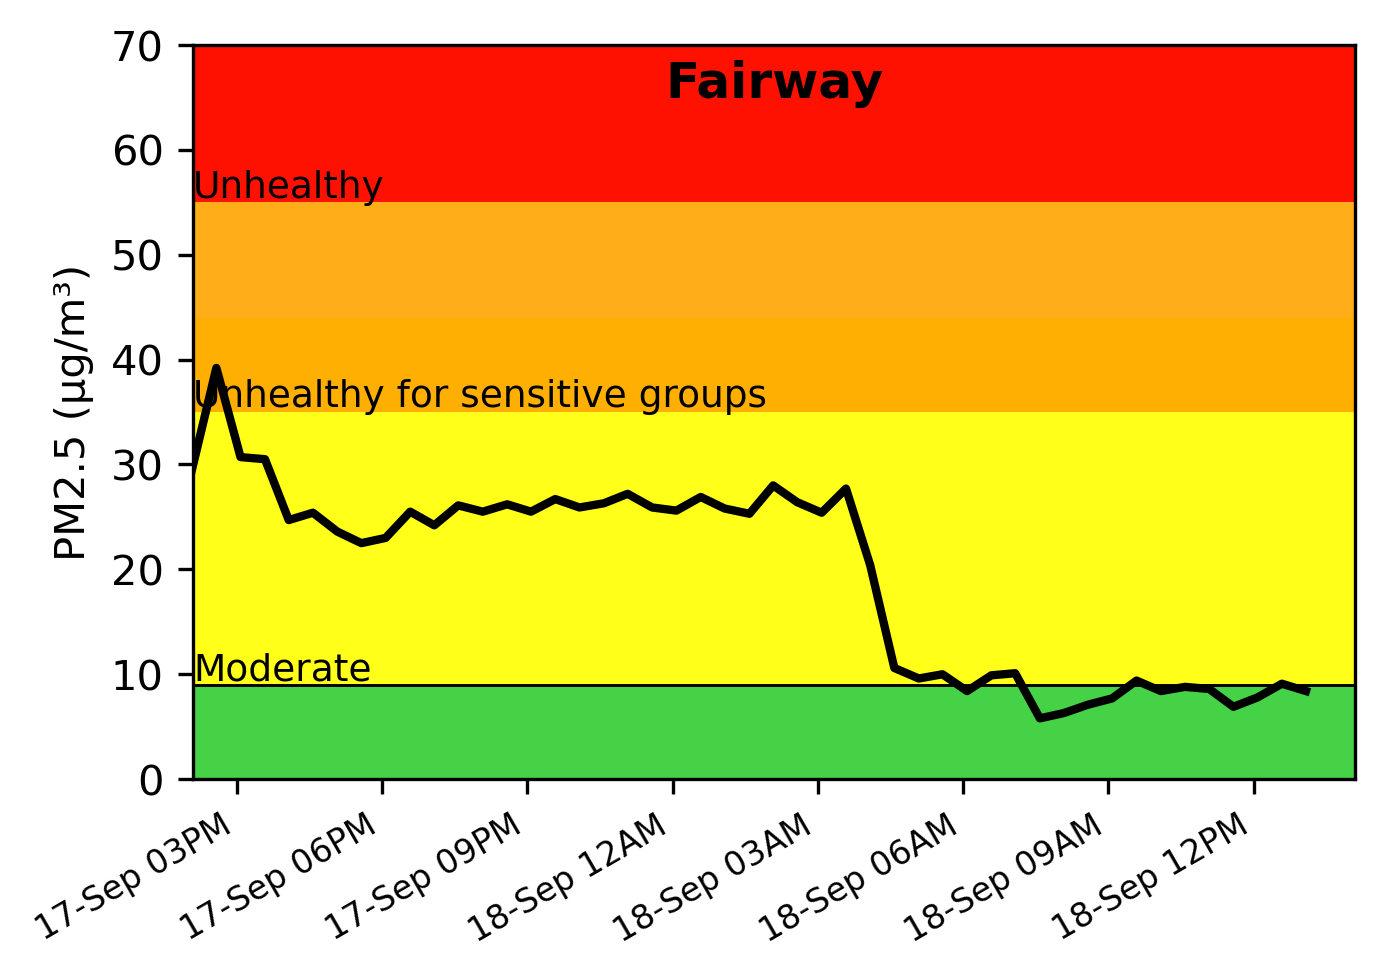 Fairway
PM2.5 (µg/m³)
70
60
50
40
30
20
10
0
Unhealthy
Unhealthy for sensitive groups
Moderate
17-Sep 03PM
17-Sep 06PM
17-Sep 09PM
18-Sep 12AM
18-Sep 03AM
18-Sep 06AM
18-Sep 09AM
18-Sep 12PM